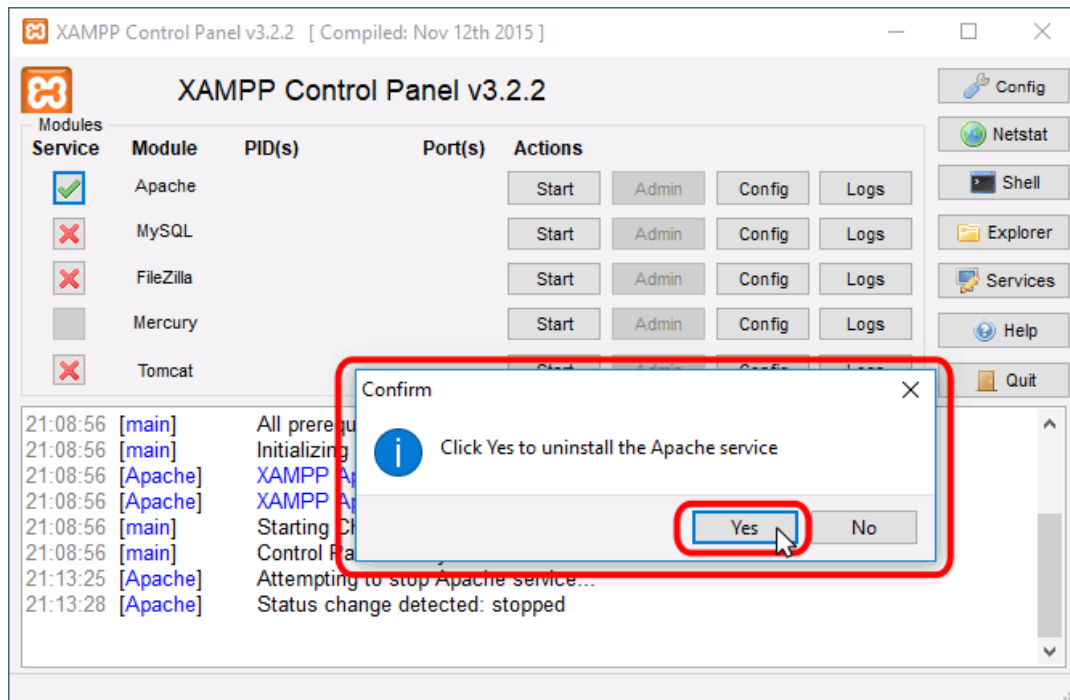 XAMPP Control Panel v3.2.2 [ Compiled: Nov 12th 2015 ]
XAMPP Control Panel v3.2.2
Config
Modules
Netstat
Service Module PID(s) Port(s) Actions
Apache Start Admin Config Logs
Shell
MySQL Start Admin Config Logs
Explorer
FileZilla Start Admin Config Logs
Services
Mercury Start Admin Config Logs
Help
Tomcat
Quit
Confirm
Click Yes to uninstall the Apache service
Yes No
21:08:56 [main] All
21:08:56 [main] Initializing
21:08:56 [Apache] XAMPP
21:08:56 [Apache] XAMPP
21:08:56 [main] Starting
21:08:56 [main] Control
21:13:25 [Apache] Attempting to stop Apache service...
21:13:28 [Apache] Status change detected: stopped